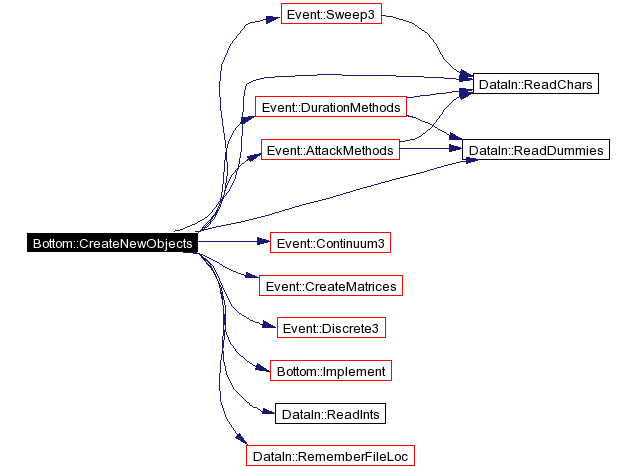 Event::Sweep3
DataIn::ReadChars
Event::DurationMethods
Event::AttackMethods
DataIn::ReadDummies
Bottom::CreateNewObjects
Event::Continuum3
Event::CreateMatrices
Event::Discrete3
Bottom::Implement
DataIn::ReadInts
DataIn::RememberFileLoc